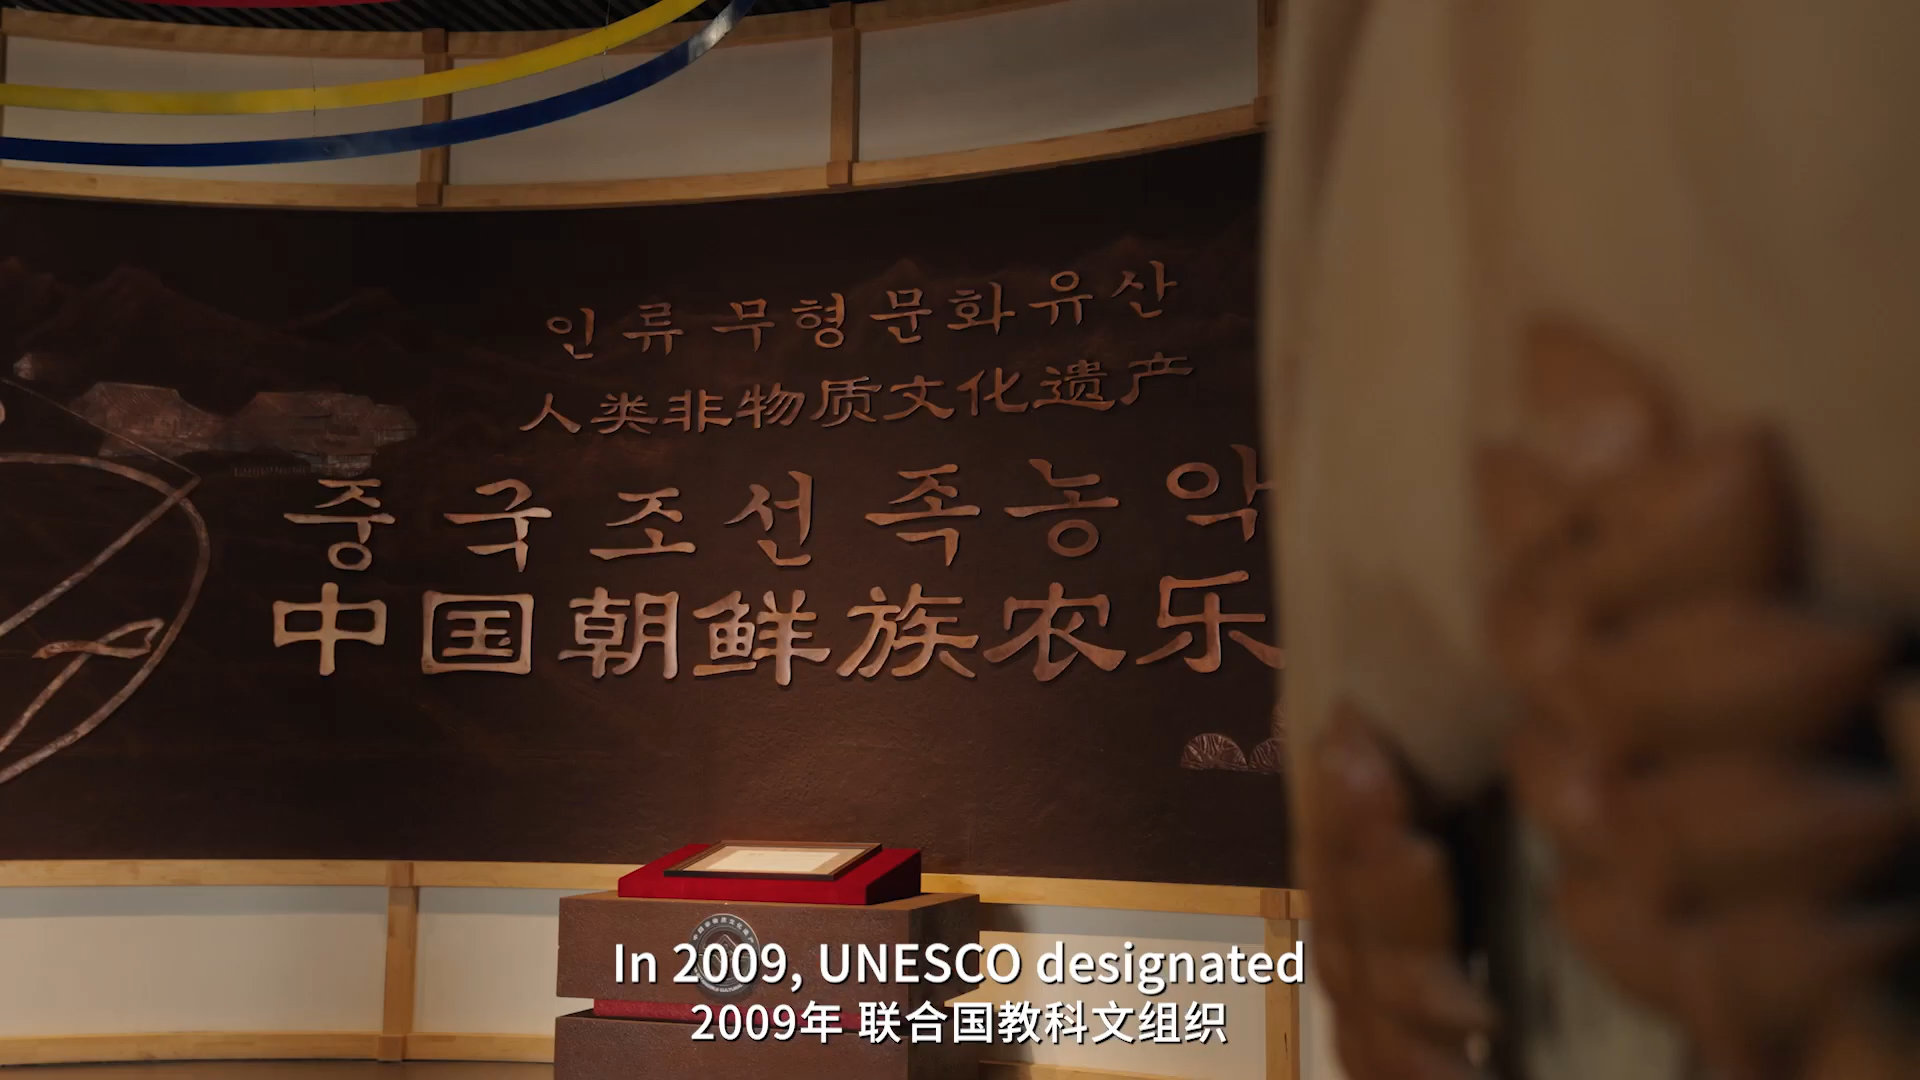 인류 무형문화유산
人类非物质文化遗产
중국조선족농악
中国朝鲜族农乐
In 2009, UNESCO designated
2009年 联合国教科文组织